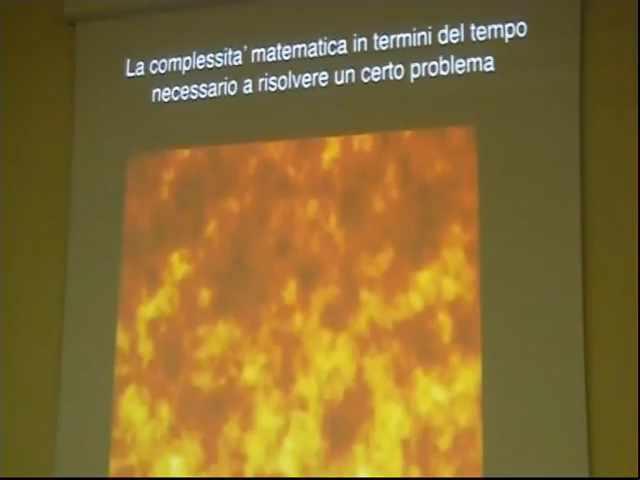 La complessita' matematica in termini del tempo
necessario a risolvere un certo problema